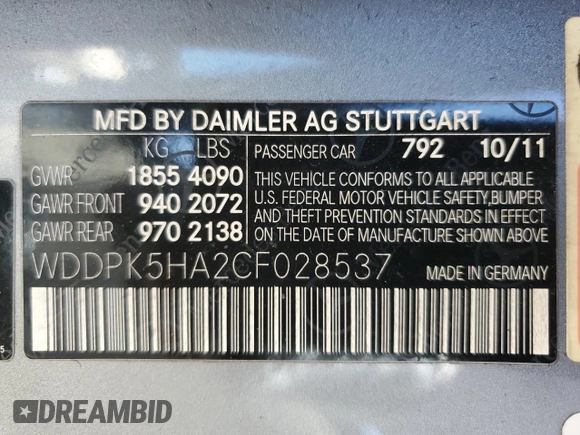 MFD BY DAIMLER AG STUTTGART
KG LBS
GVWR 1855 4090
GAWR FRONT 940 2072
GAWR REAR 970 2138
PASSENGER CAR 792 10/11
THIS VEHICLE CONFORMS TO ALL APPLICABLE
U.S. FEDERAL MOTOR VEHICLE SAFETY,BUMPER
AND THEFT PREVENTION STANDARDS IN
EFFECT ON THE DATE OF MANUFACTURE SHOWN ABOVE.
WDDPK5HA2CF028537 MADE IN GERMANY
DREAMBID